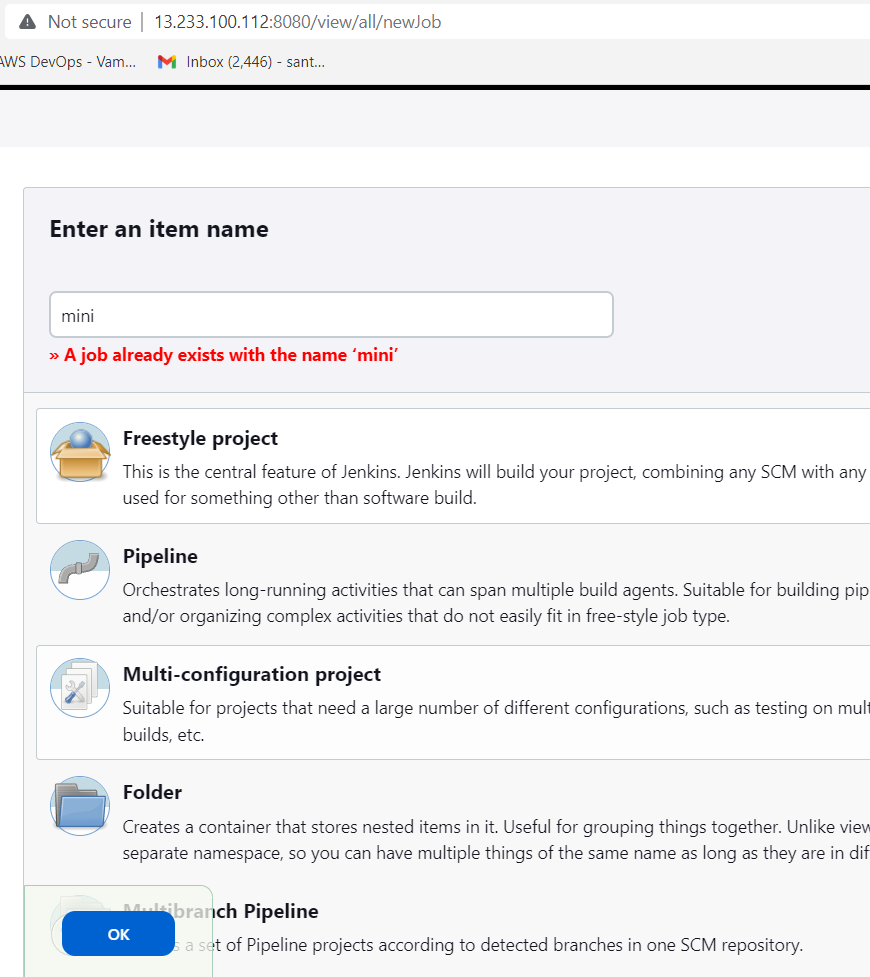 Not secure | 13.233.100.112:8080/view/all/newJob
AWS DevOps - Vam... Inbox (2,446) - sant...
Enter an item name
mini
» A job already exists with the name ‘mini’
Freestyle project
This is the central feature of Jenkins. Jenkins will build your project, combining any SCM with any
used for something other than software build.
Pipeline
Orchestrates long-running activities that can span multiple build agents. Suitable for building pip
and/or organizing complex activities that do not easily fit in free-style job type.
Multi-configuration project
Suitable for projects that need a large number of different configurations, such as testing on mult
builds, etc.
Folder
Creates a container that stores nested items in it. Useful for grouping things together. Unlike view
separate namespace, so you can have multiple things of the same name as long as they are in dif
Multibranch Pipeline
OK
s a set of Pipeline projects according to detected branches in one SCM repository.